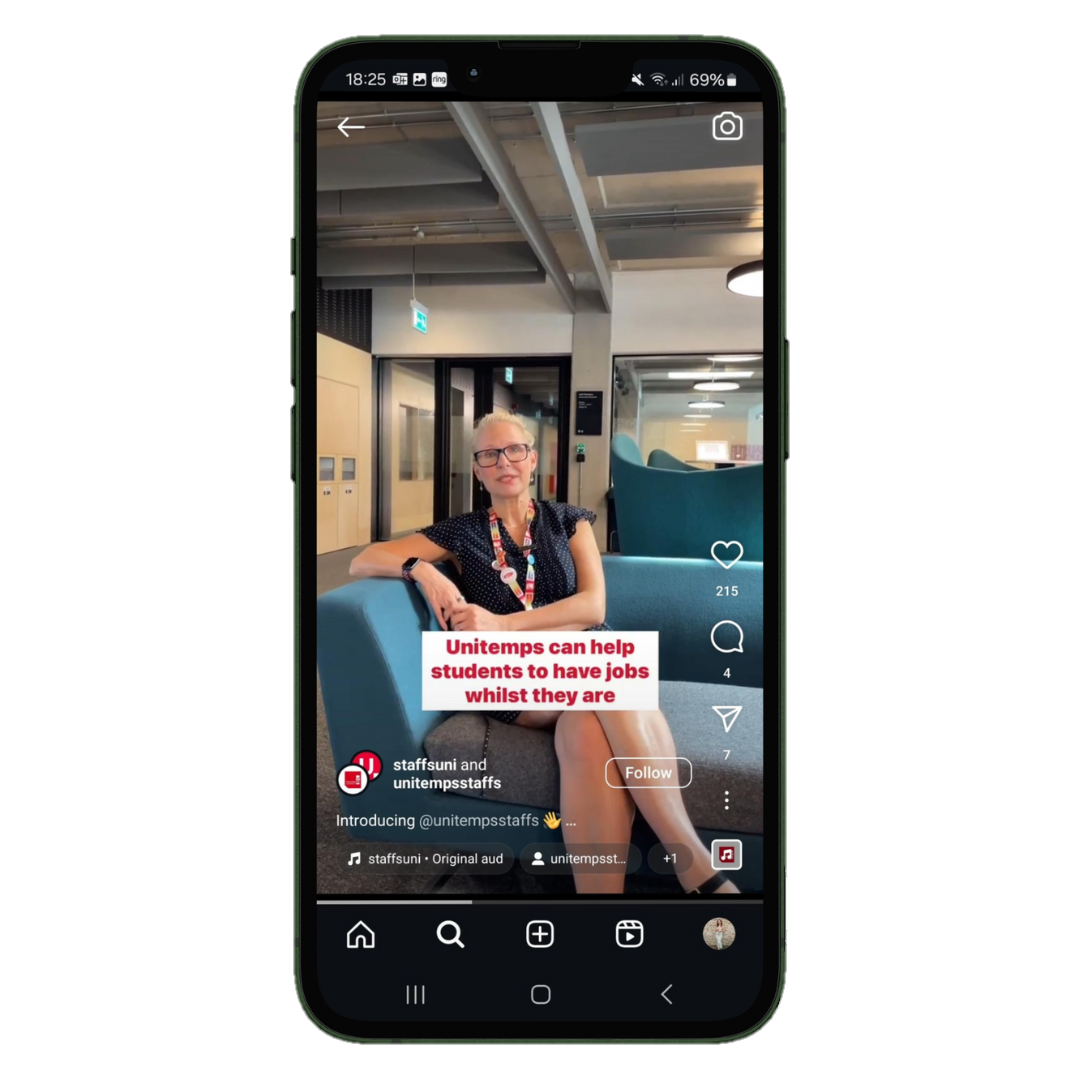 18:25
ring
69%
Unitemps can help
students to have jobs
whilst they are
215
4
7
staffsuni and
unitempsstaffs
Follow
Introducing @unitempsstaffs 👋 ...
staffsuni • Original aud
unitempsst...
+1